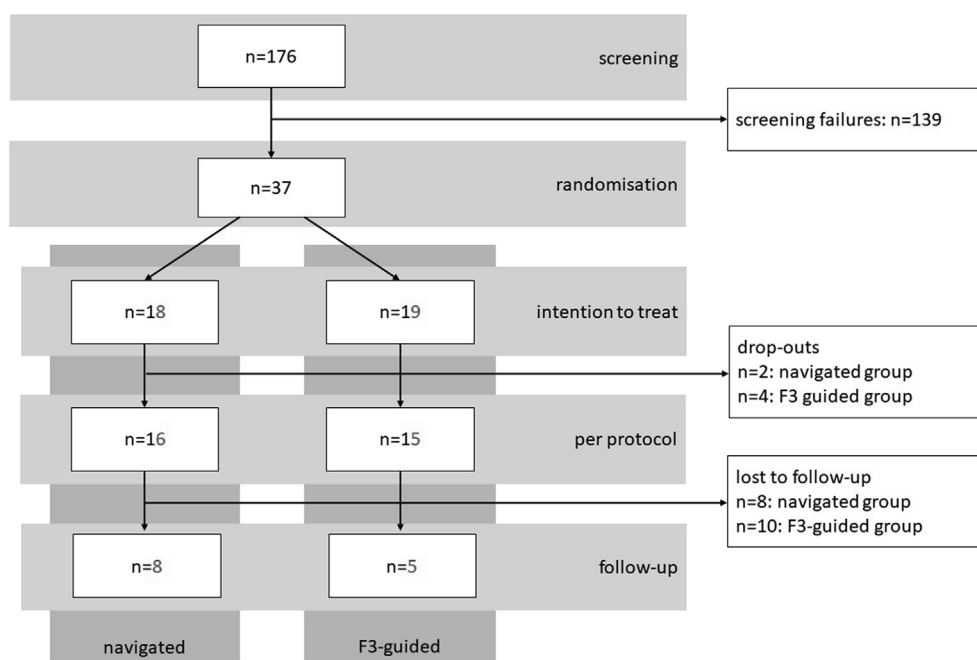 n=176
screening
screening failures: n=139
n=37
randomisation
n=18
n=19
intention to treat
drop-outs
n=2: navigated group
n=4: F3 guided group
n=16
n=15
per protocol
lost to follow-up
n=8: navigated group
n=10: F3-guided group
n=8
n=5
follow-up
navigated
F3-guided